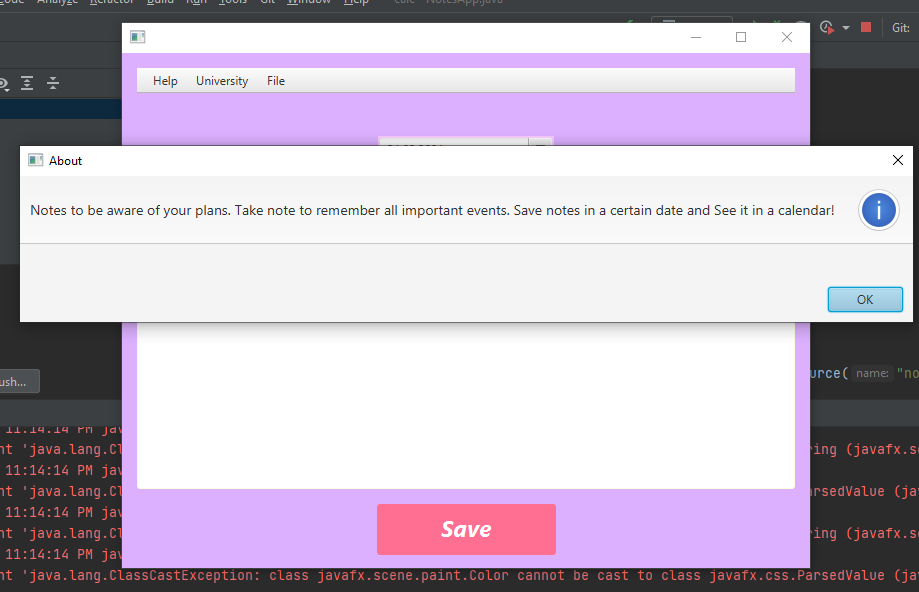 Code Analyze Refactor Build Run Tools Git Window Help calc - NotesApp.java
Git:
Help University File
About
Notes to be aware of your plans. Take note to remember all important events. Save notes in a certain date and See it in a calendar!
OK
urce( name: "no
ush...
11:14:14 PM jav
nt 'java.lang.Cl ring (javafx.sc
11:14:14 PM jav
nt 'java.lang.Cl arsedValue (jav
11:14:14 PM jav
nt 'java.lang.Cl ring (javafx.sc
11:14:14 PM jav
Save
nt 'java.lang.ClassCastException: class javafx.scene.paint.Color cannot be cast to class javafx.css.ParsedValue (jav